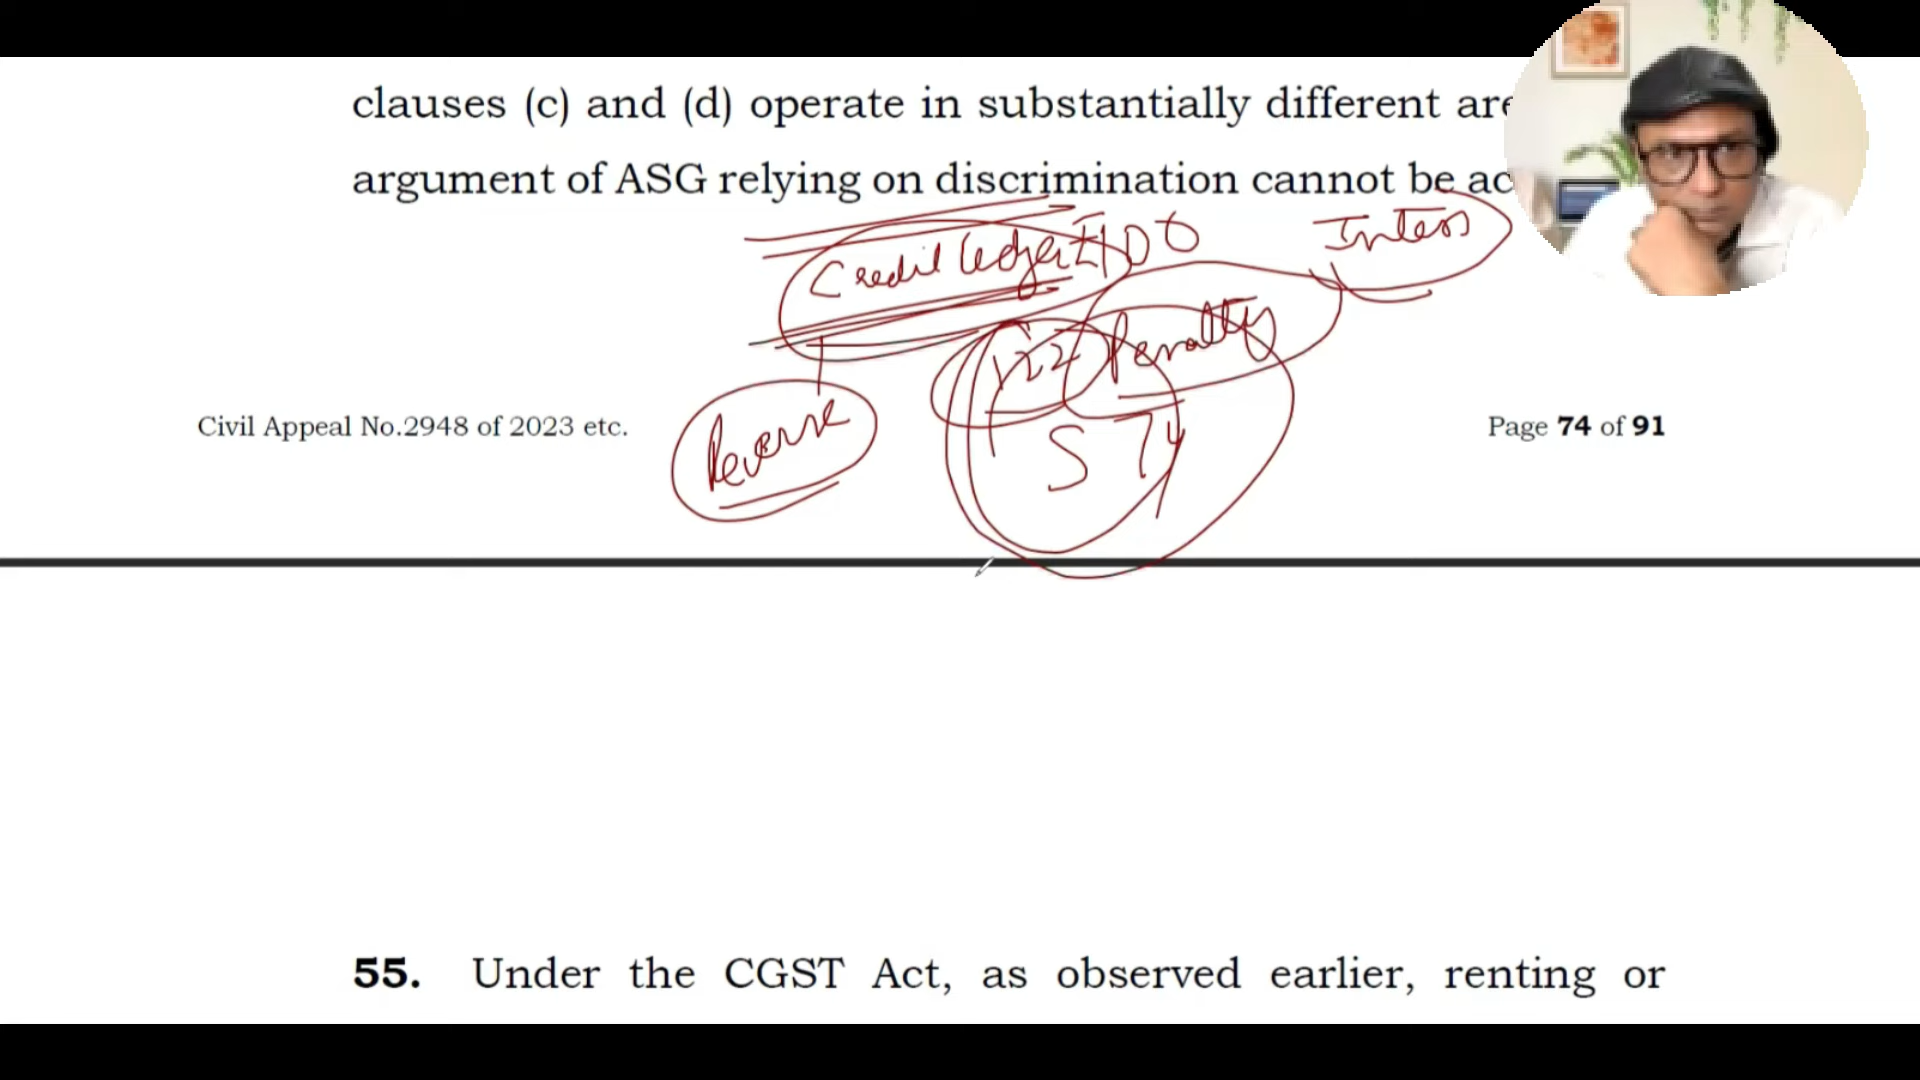 clauses (c) and (d) operate in substantially different are
argument of ASG relying on discrimination cannot be ac
Credit ledger
Inters
122 Penalty
Reverse
S 74
Civil Appeal No.2948 of 2023 etc.
Page 74 of 91
55. Under the CGST Act, as observed earlier, renting or